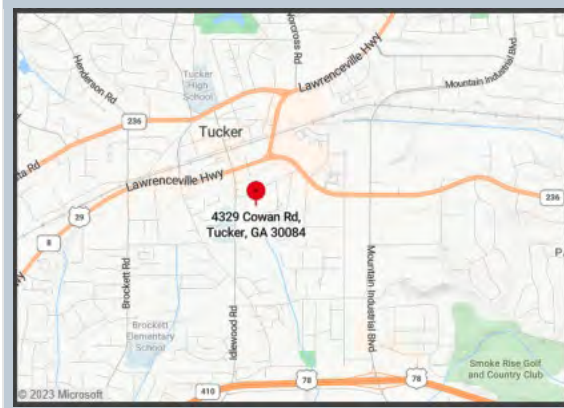 Norcross Rd
Lawrenceville Hwy
Henderson Rd
Tucker
High
School
Mountain Industrial Blvd
236
Tucker
Lawrenceville Hwy
29
8
4329 Cowan Rd,
Tucker, GA 30084
236
Brockett Rd
Idlewood Rd
Mountain Industrial Blvd
Brockett
Elementary
School
Smoke Rise Golf
and Country Club
78
78
410
© 2023 Microsoft